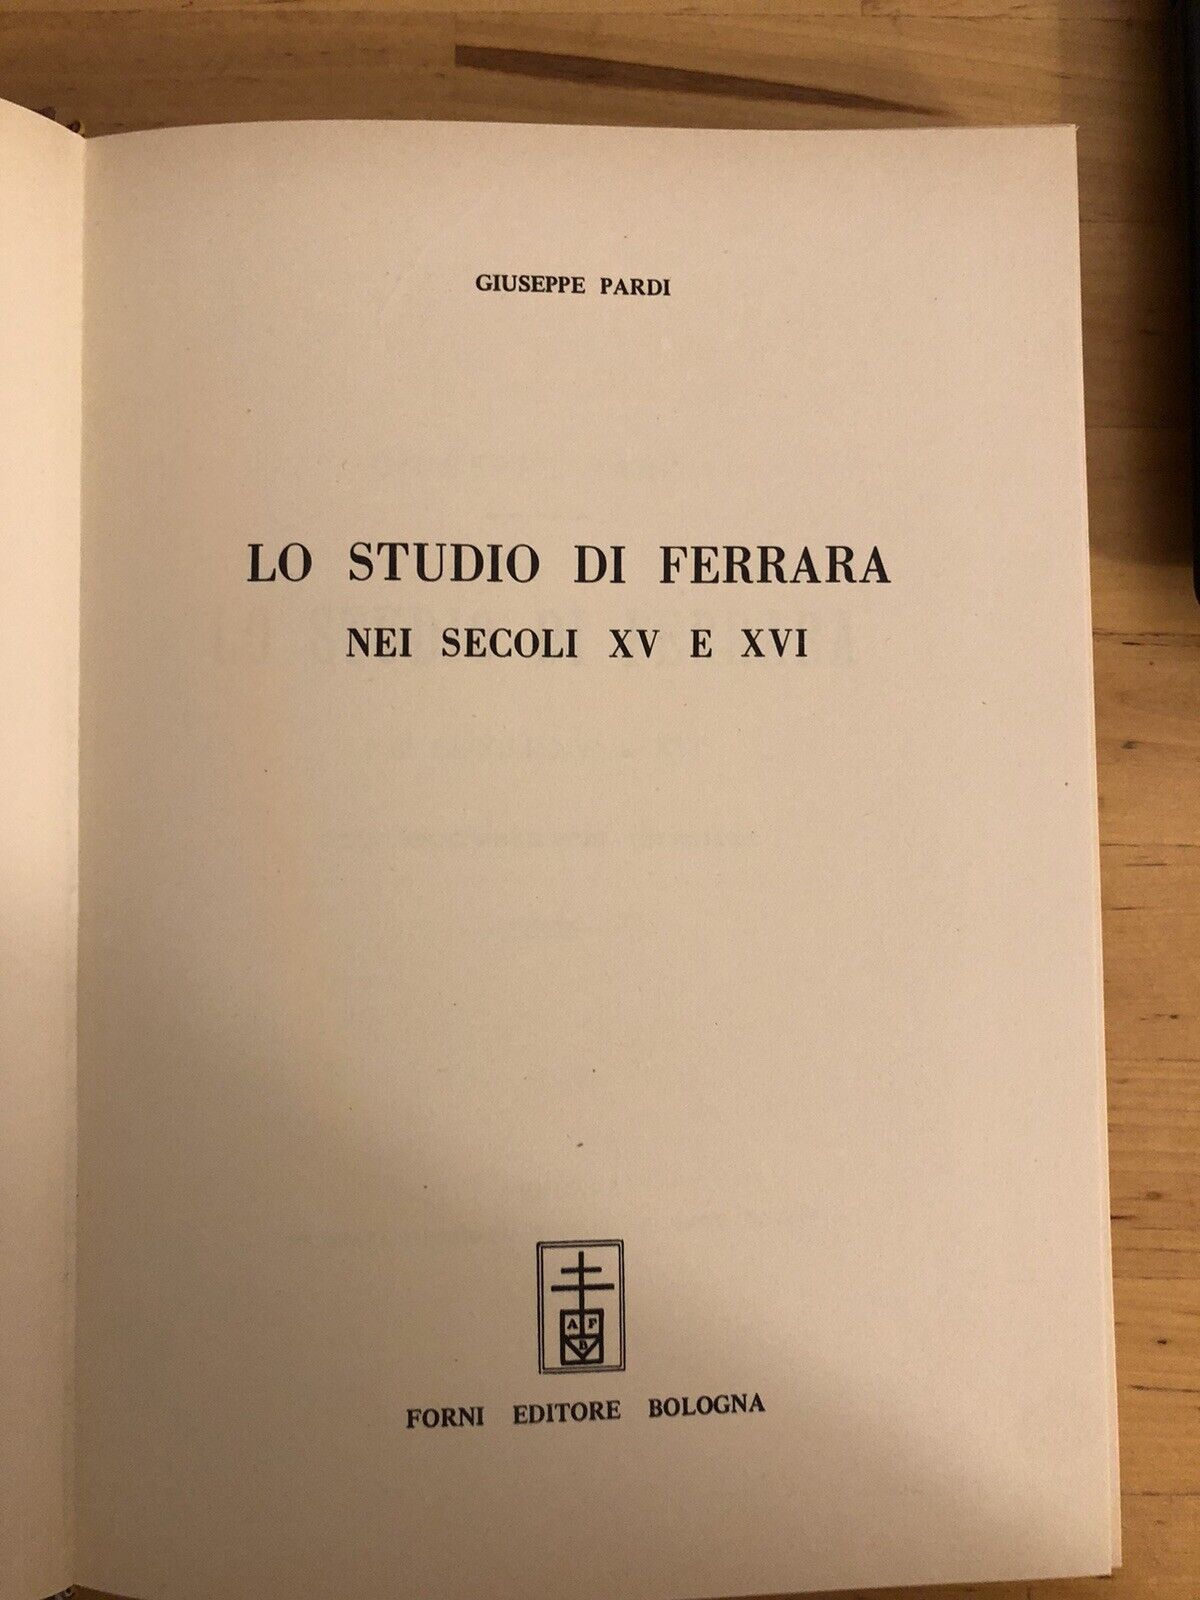 GIUSEPPE PARDI
LO STUDIO DI FERRARA
NEI SECOLI XV E XVI
A F
B
FORNI EDITORE BOLOGNA